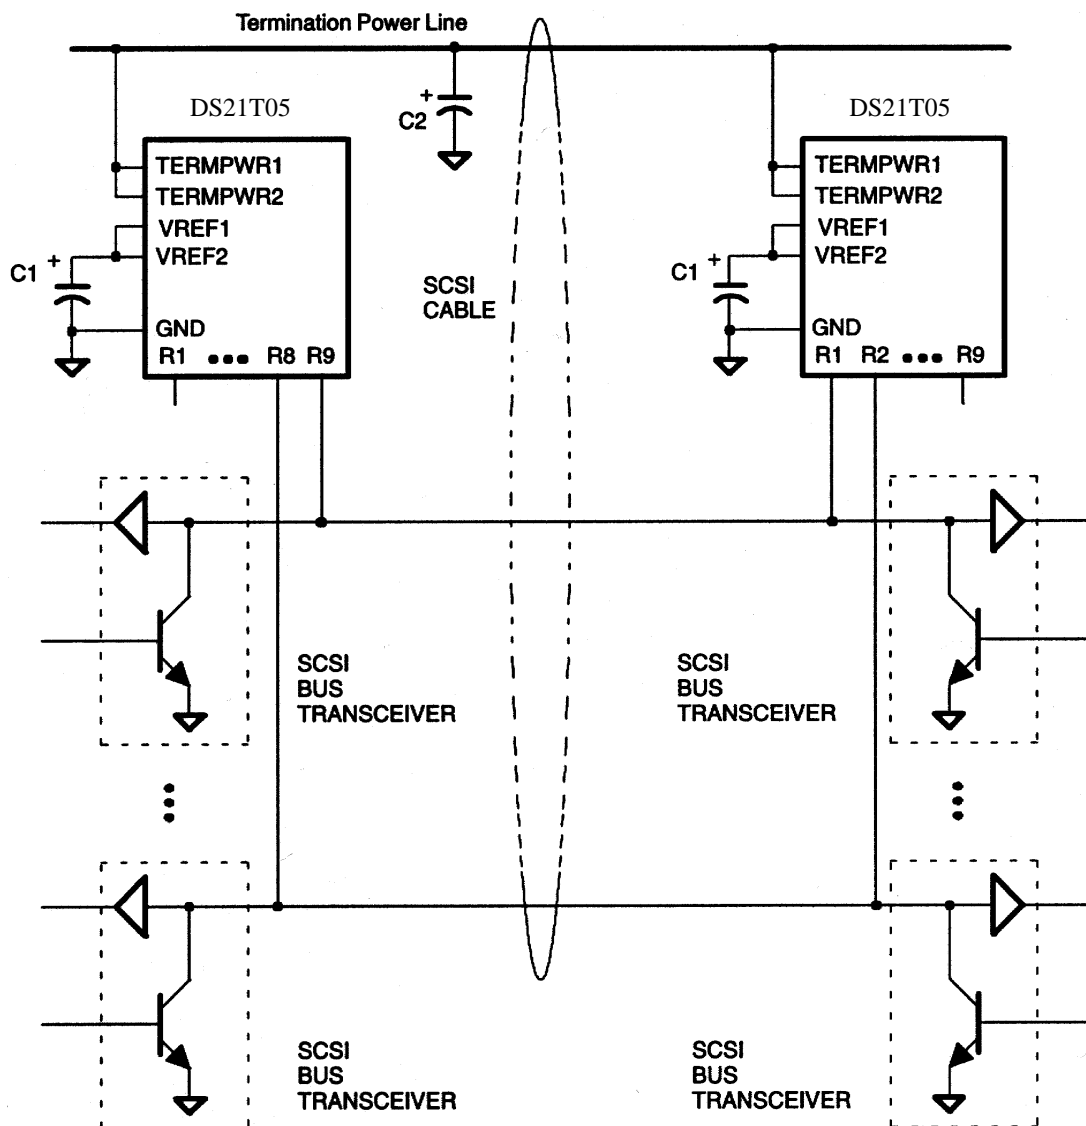 Termination Power Line
DS21T05
+
C2
DS21T05
TERMPWR1
TERMPWR2
VREF1
VREF2
+
C1
GND
R1 ●●● R8 R9
SCSI
CABLE
TERMPWR1
TERMPWR2
VREF1
VREF2
+
C1
GND
R1 R2 ●●● R9
SCSI
BUS
TRANSCEIVER
SCSI
BUS
TRANSCEIVER
SCSI
BUS
TRANSCEIVER
SCSI
BUS
TRANSCEIVER